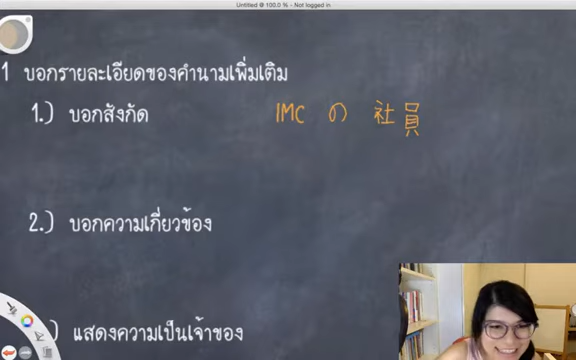 Untitled @ 100.0 % - Not logged in
1 บอกรายละเอียดของคำนามเพิ่มเติม
1.) บอกสังกัด IMC の 社員
2.) บอกความเกี่ยวข้อง
) แสดงความเป็นเจ้าของ